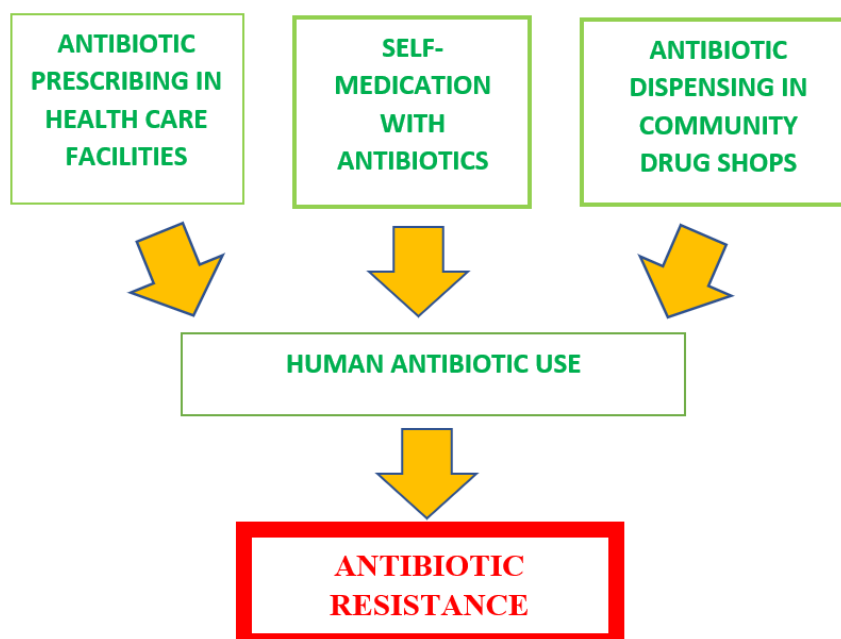 ANTIBIOTIC
PRESCRIBING IN
HEALTH CARE
FACILITIES
SELF-
MEDICATION
WITH
ANTIBIOTICS
ANTIBIOTIC
DISPENSING IN
COMMUNITY
DRUG SHOPS
HUMAN ANTIBIOTIC USE
ANTIBIOTIC
RESISTANCE